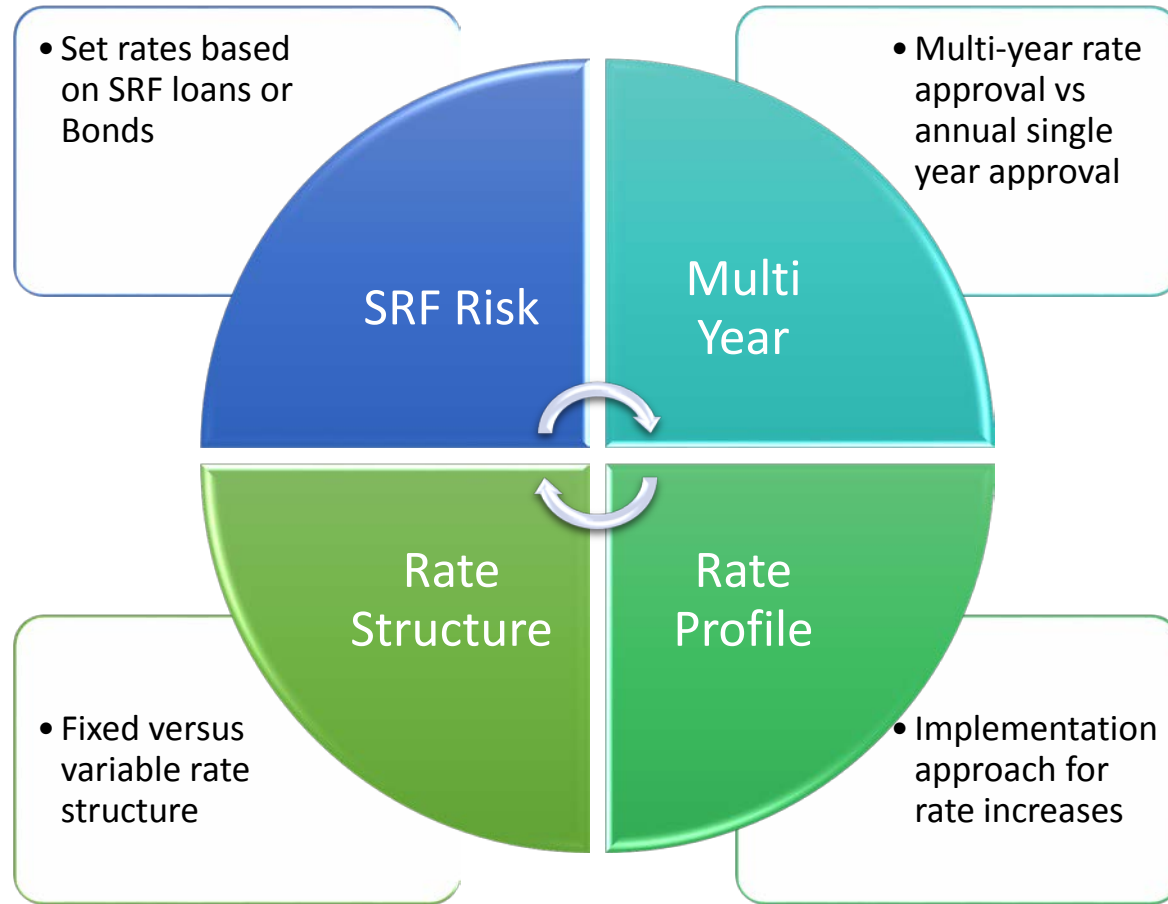 • Set rates based
on SRF loans or
Bonds
• Multi-year rate
approval vs
annual single
year approval
SRF Risk
Multi
Year
Rate
Structure
Rate
Profile
• Fixed versus
variable rate
structure
• Implementation
approach for
rate increases